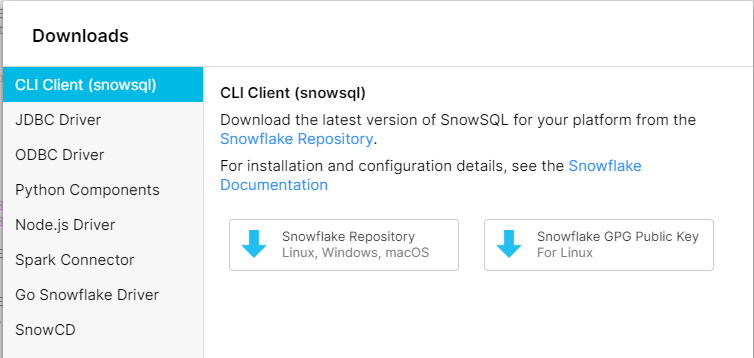 Downloads
CLI Client (snowsql)
JDBC Driver
ODBC Driver
Python Components
Node.js Driver
Spark Connector
Go Snowflake Driver
SnowCD
CLI Client (snowsql)
Download the latest version of SnowSQL for your platform from the
Snowflake Repository.
For installation and configuration details, see the Snowflake
Documentation
Snowflake Repository
Linux, Windows, macOS
Snowflake GPG Public Key
For Linux